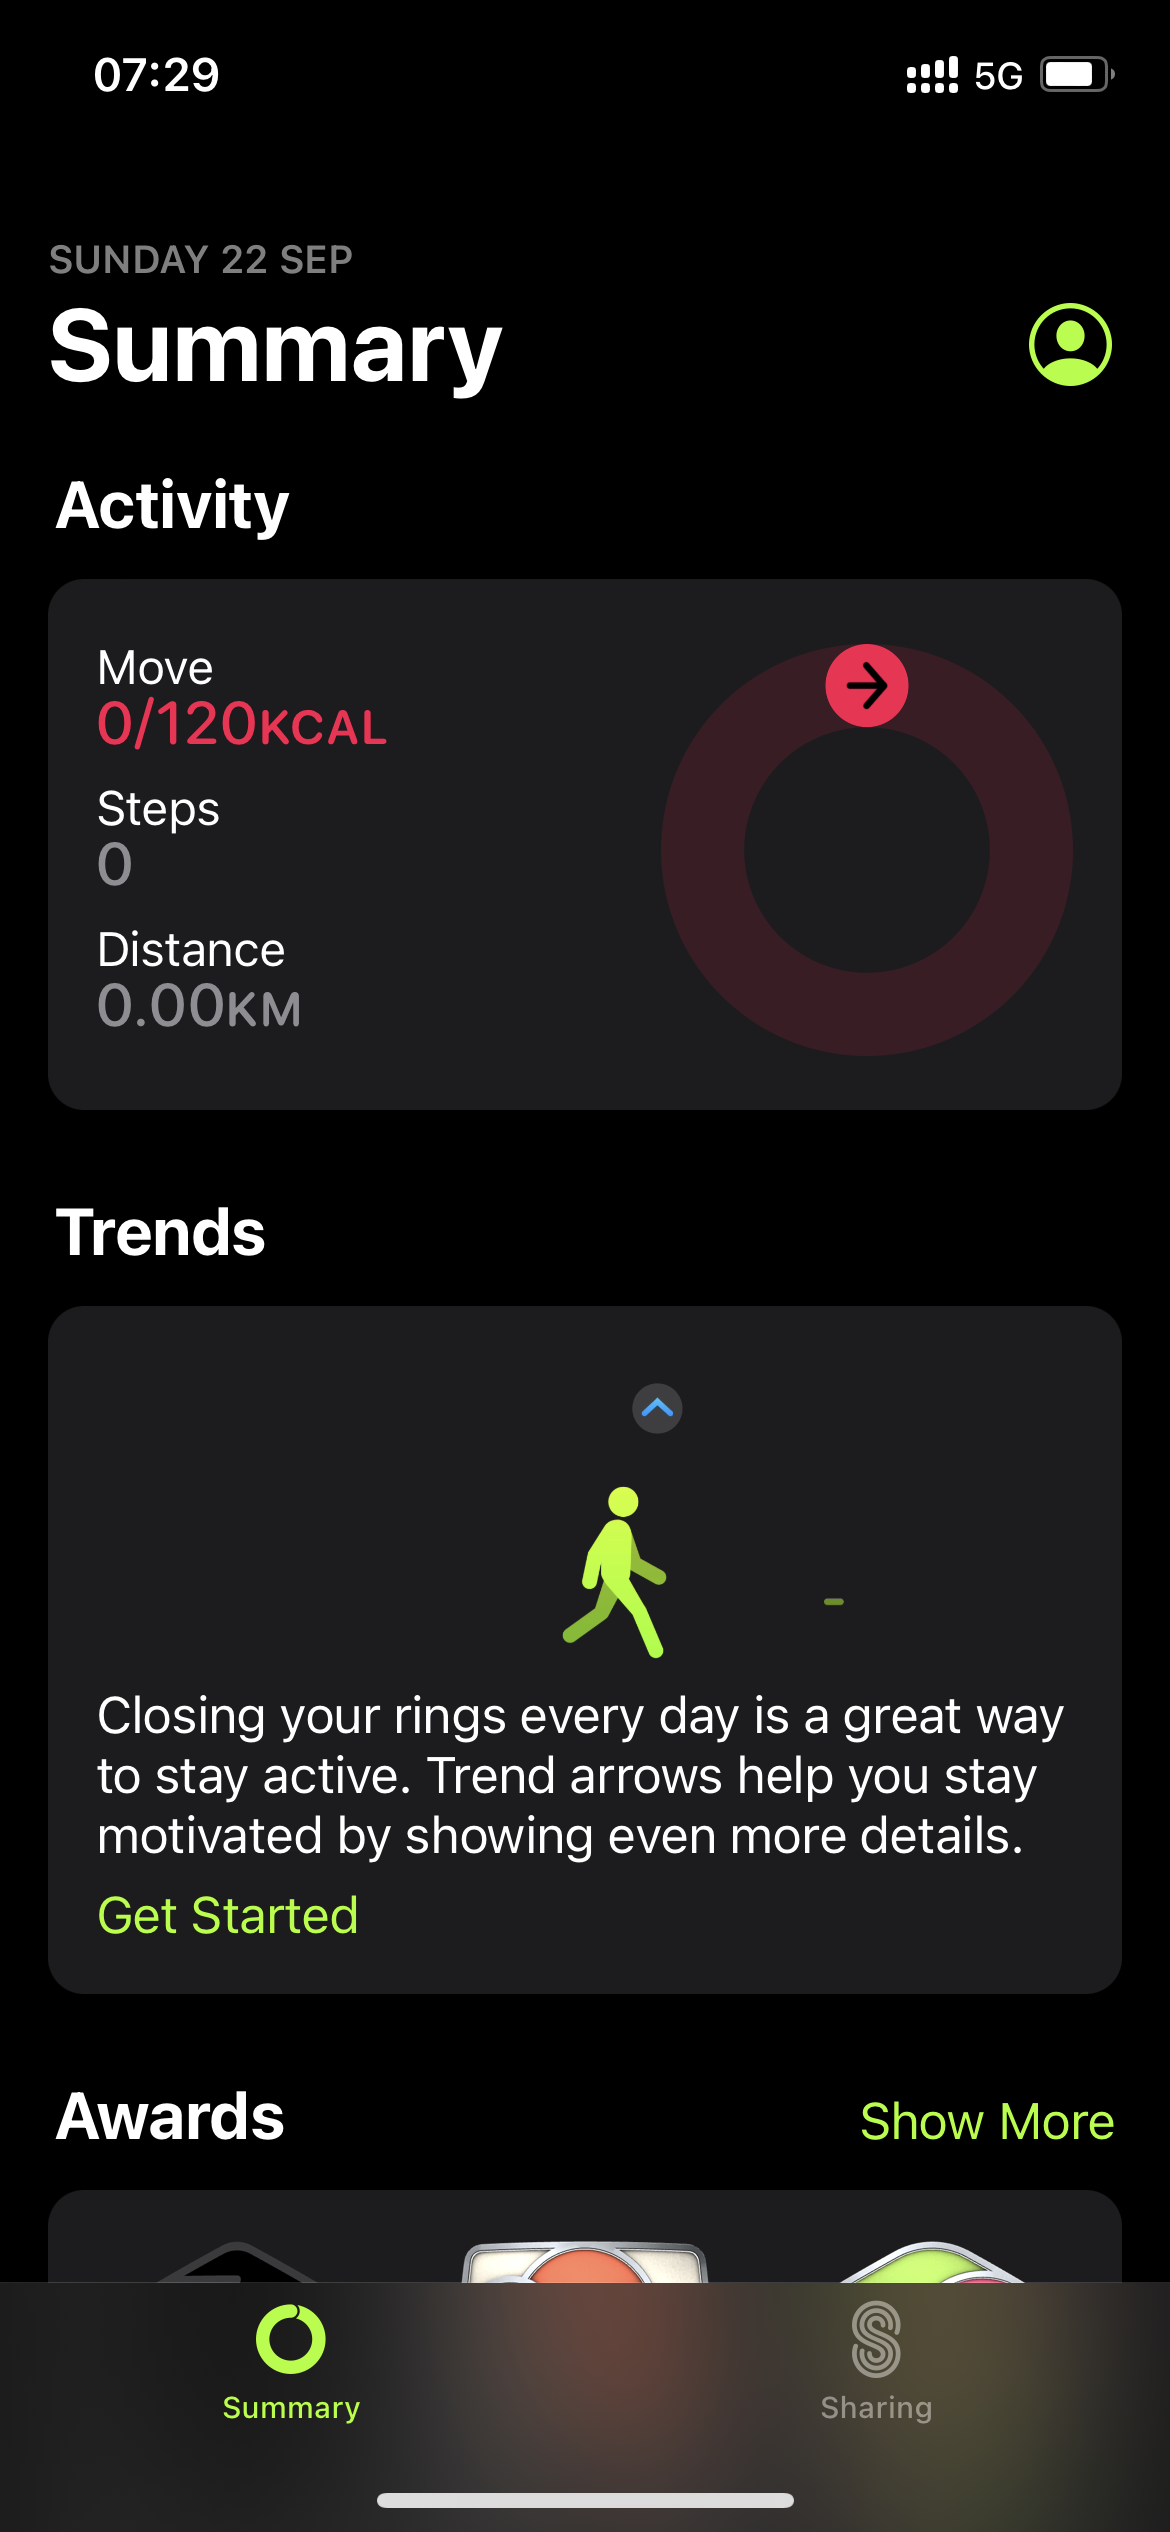 07:29
5G
SUNDAY 22 SEP
Summary
Activity
Move
0/120KCAL
Steps
0
Distance
0.00KM
Trends
Closing your rings every day is a great way
to stay active. Trend arrows help you stay
motivated by showing even more details.
Get Started
Awards
Show More
Summary
Sharing